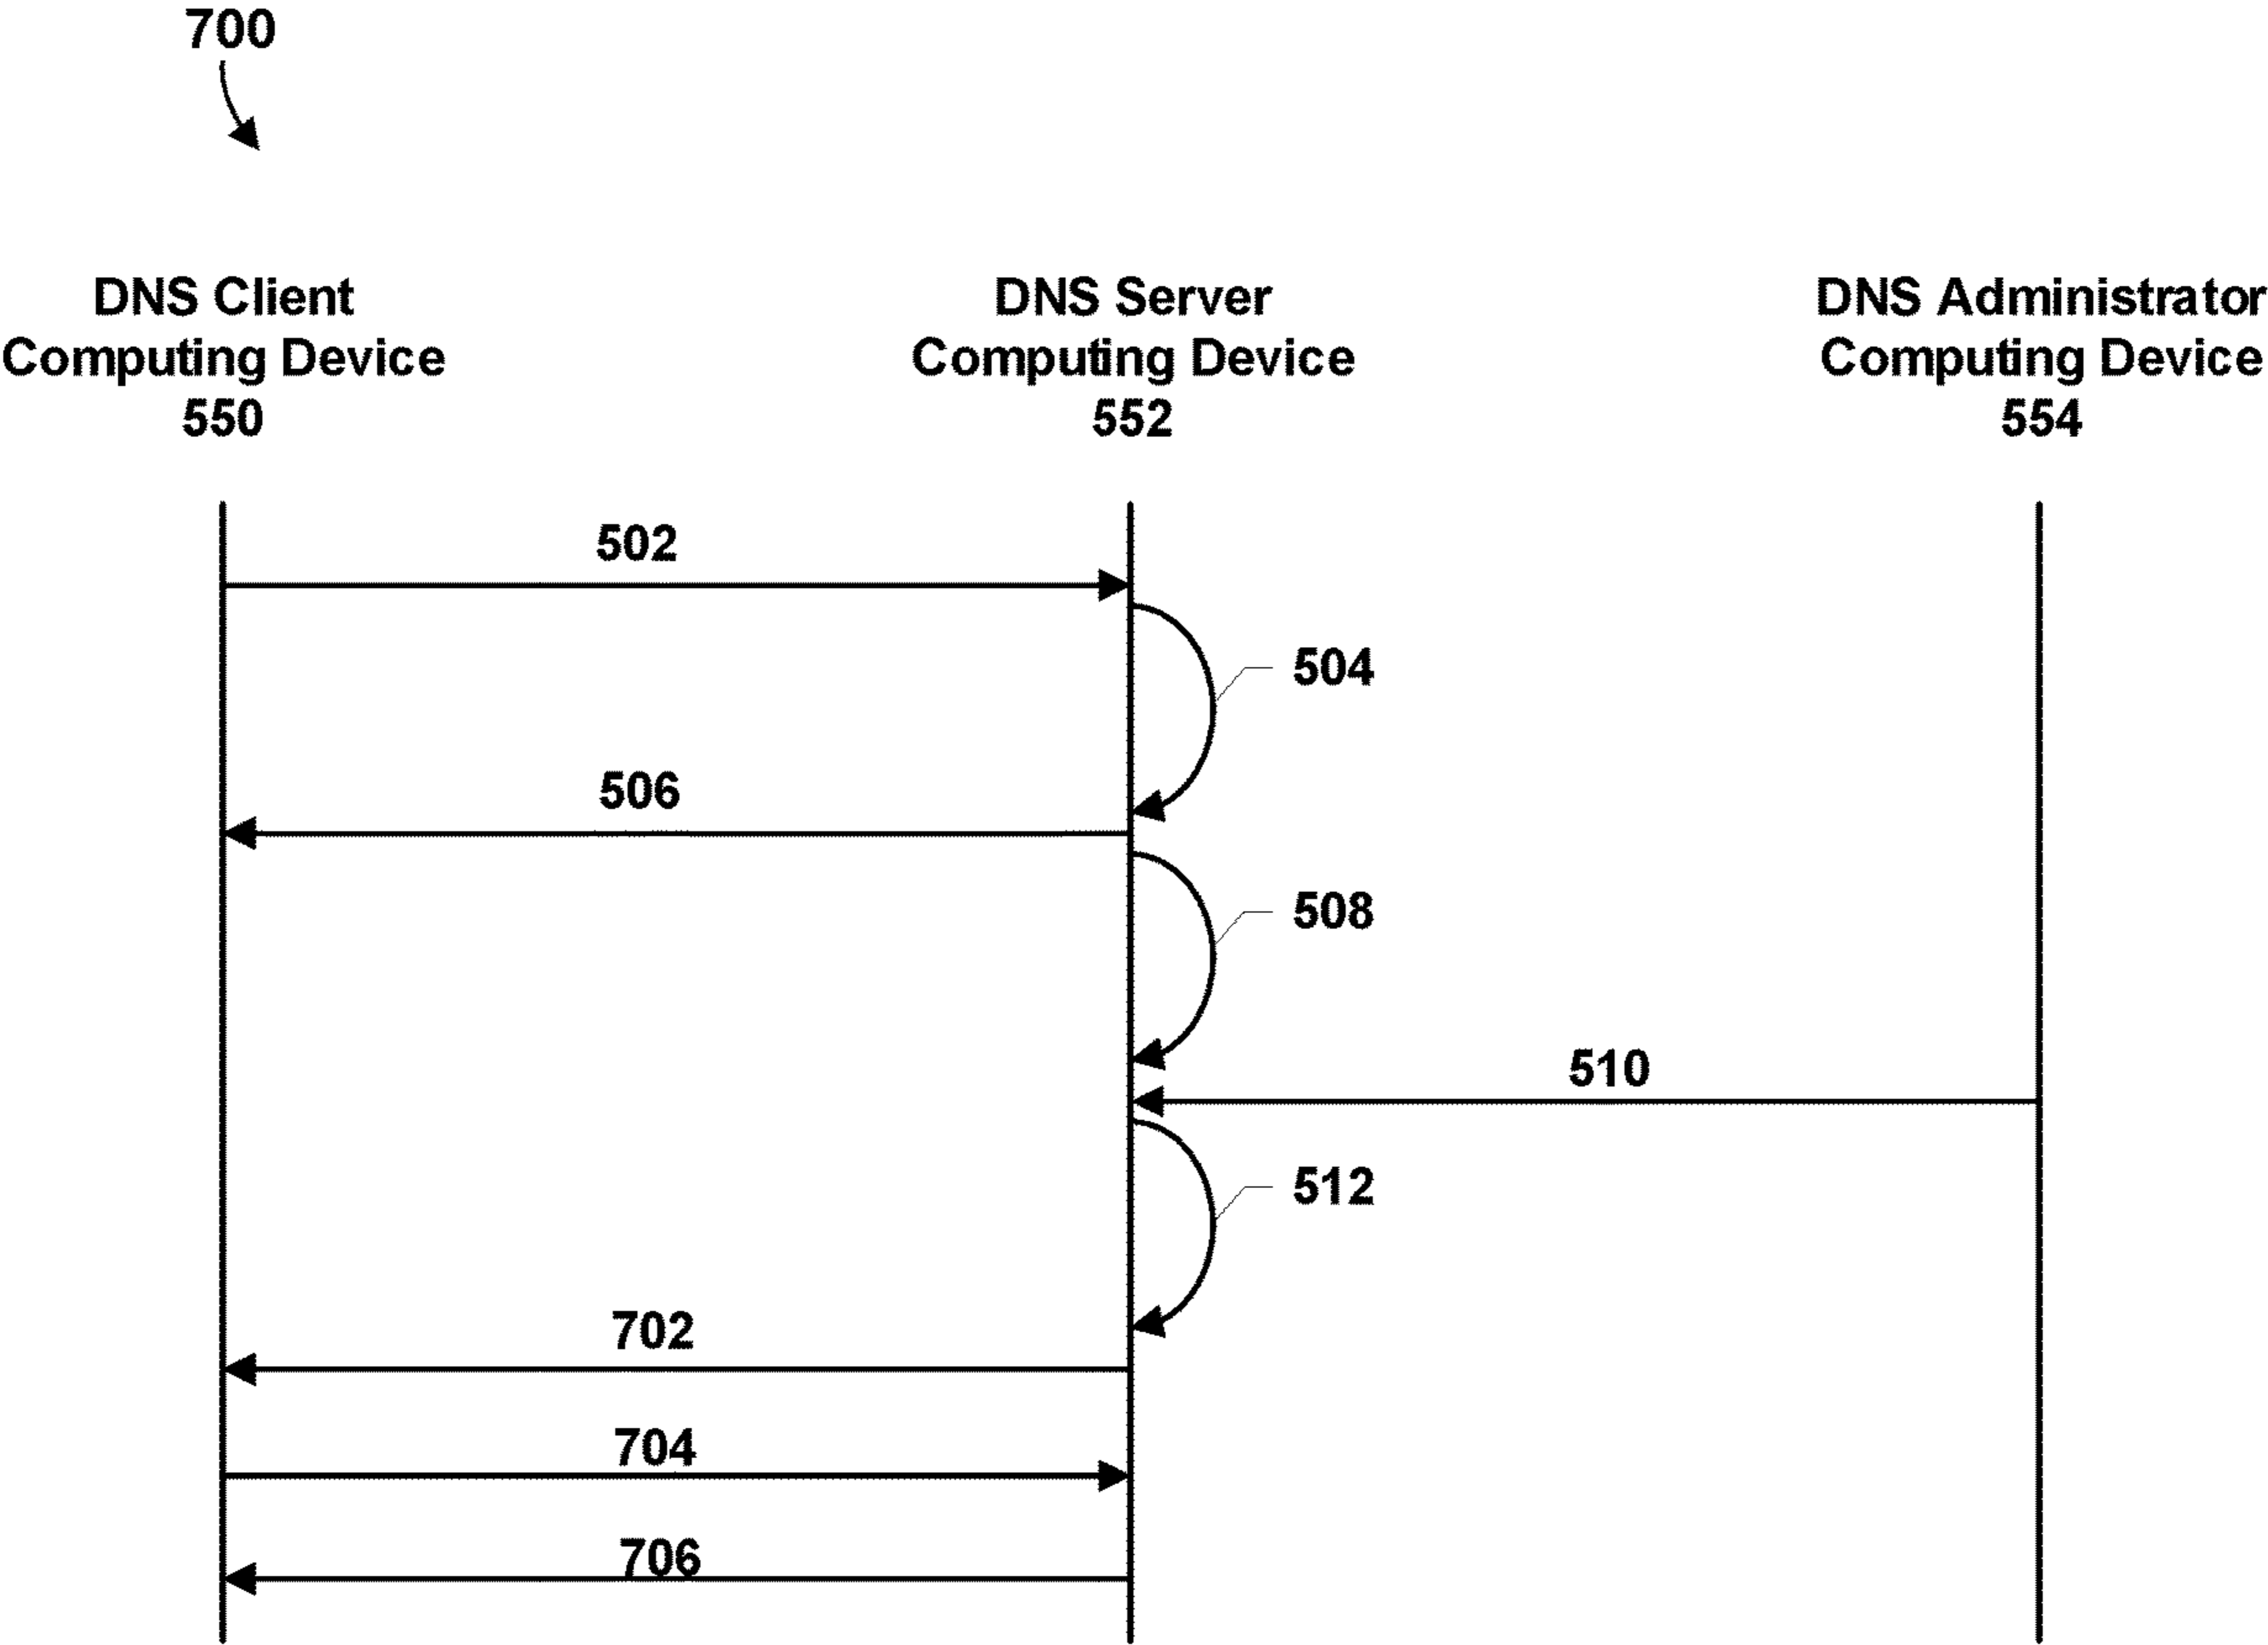 700
DNS Client
Computing Device
550
DNS Server
Computing Device
552
DNS Administrator
Computing Device
554
502
504
506
508
510
512
702
704
706